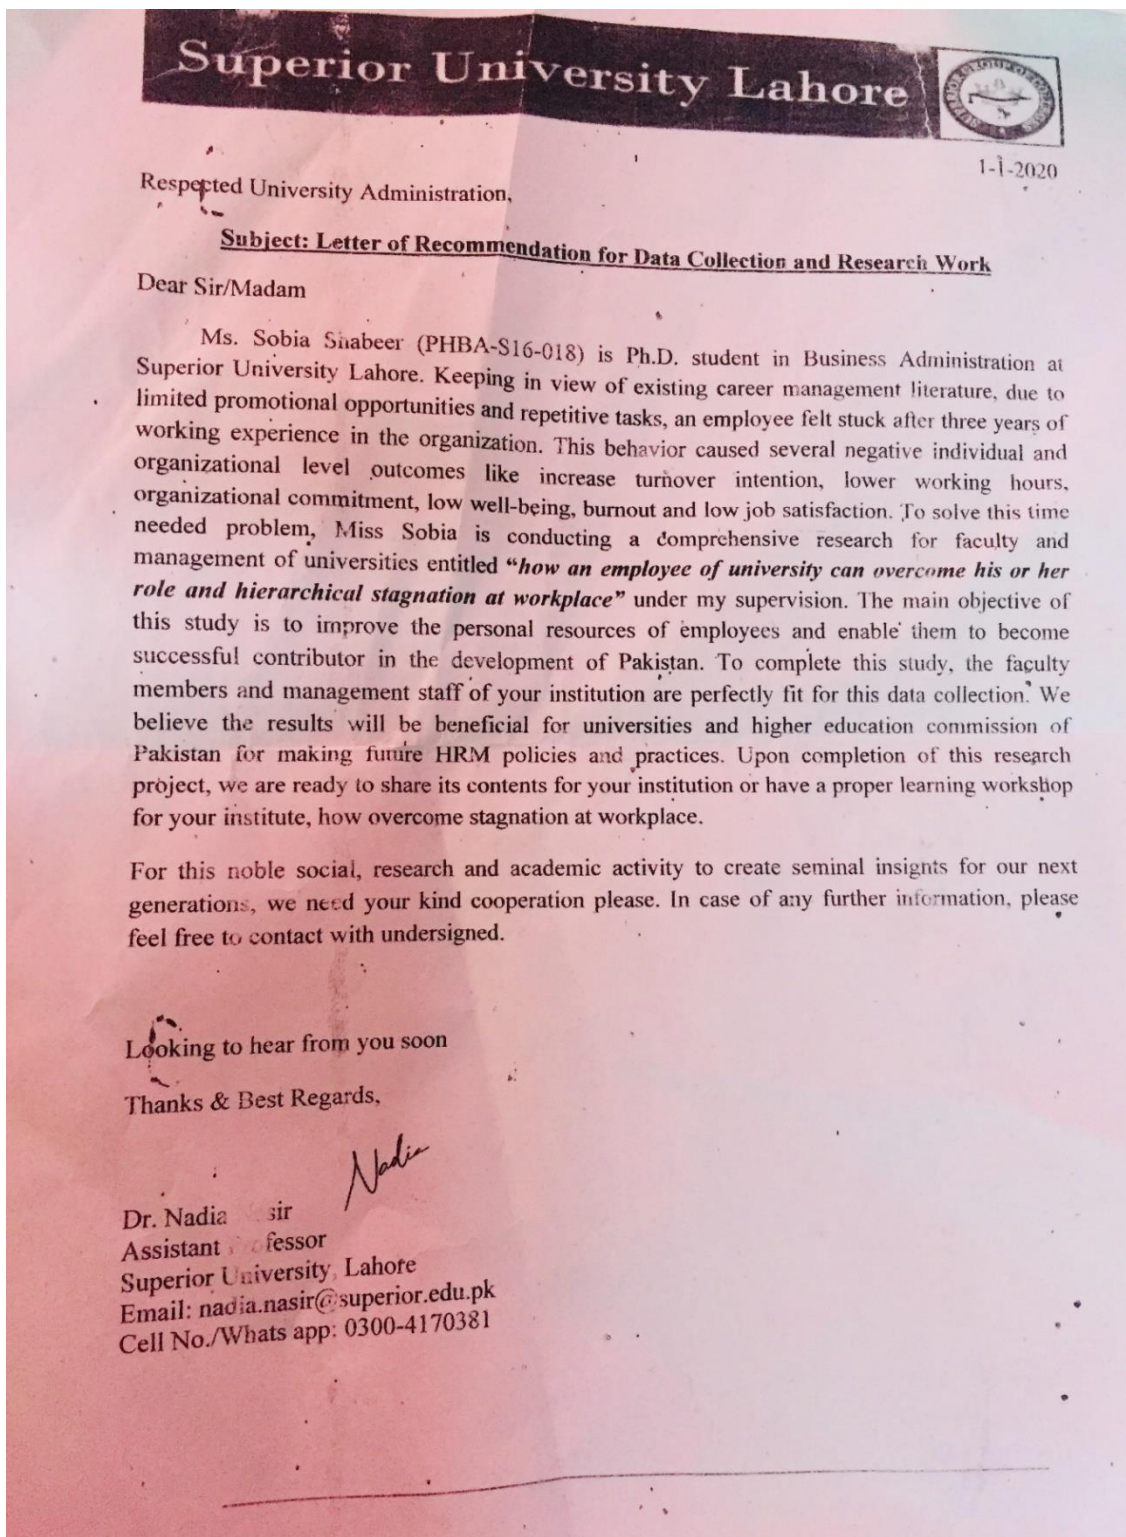 Superior University Lahore
1-1-2020
Respected University Administration,
Subject: Letter of Recommendation for Data Collection and Research Work
Dear Sir/Madam
Ms. Sobia Shabeer (PHBA-S16-018) is Ph.D. student in Business Administration at
Superior University Lahore. Keeping in view of existing career management literature, due to
limited promotional opportunities and repetitive tasks, an employee felt stuck after three years of
working experience in the organization. This behavior caused several negative individual and
organizational level outcomes like increase turnover intention, lower working hours,
organizational commitment, low well-being, burnout and low job satisfaction. To solve this time
needed problem, Miss Sobia is conducting a comprehensive research for faculty and
management of universities entitled “how an employee of university can overcome his or her
role and hierarchical stagnation at workplace” under my supervision. The main objective of
this study is to improve the personal resources of employees and enable them to become
successful contributor in the development of Pakistan. To complete this study, the faculty
members and management staff of your institution are perfectly fit for this data collection. We
believe the results will be beneficial for universities and higher education commission of
Pakistan for making future HRM policies and practices. Upon completion of this research
project, we are ready to share its contents for your institution or have a proper learning workshop
for your institute, how overcome stagnation at workplace.
For this noble social, research and academic activity to create seminal insights for our next
generations, we need your kind cooperation please. In case of any further information, please
feel free to contact with undersigned.
Looking to hear from you soon
Thanks & Best Regards,
Nadia
Dr. Nadia sir
Assistant fessor
Superior University, Lahore
Email: nadia.nasir@superior.edu.pk
Cell No./Whats app: 0300-4170381